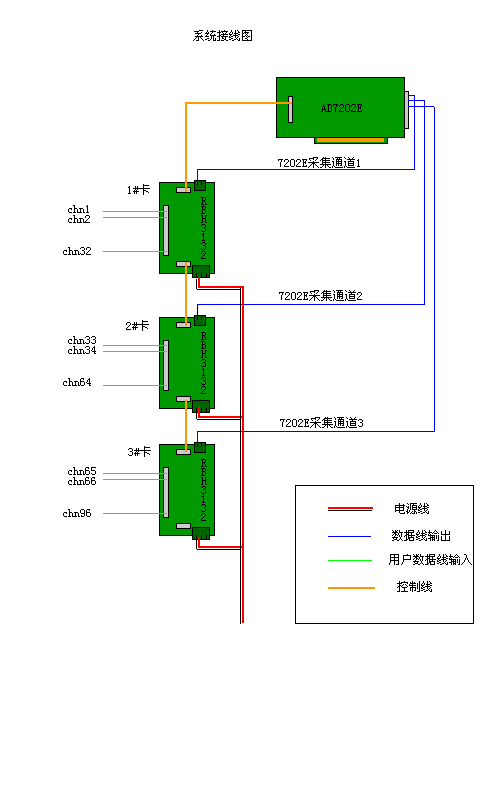 系统接线图
AD7202E
7202E采集通道1
1#卡
RBH3132
chn1
chn2
chn32
7202E采集通道2
2#卡
RBH3132
chn33
chn34
chn64
7202E采集通道3
3#卡
RBH3132
chn65
chn66
chn96
电源线
数据线输出
用户数据线输入
控制线